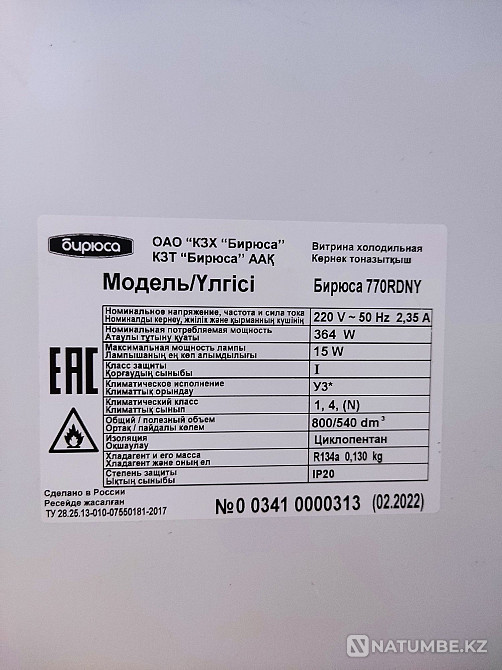 бирюса
ОАО "КЗХ "Бирюса"
КЗТ "Бирюса" ААҚ
Витрина холодильная
Көрнек тоназытқыш
Модель/Үлгісі
Бирюса 770RDNY
Номинальное напряжение, частота и сила тока
Номиналды кернеу, жиілік және қырманның күшінің
220 V ~ 50 Hz 2,35 A
Номинальная потребляемая мощность
Атаулы тұтыну қуаты
364 W
Максимальная мощность лампы
Лампышаның ең көп алымдылығы
15 W
Класс защиты
Қорғаудың сыныбы
I
Климатическое исполнение
Климаттық орындау
У3*
Климатический класс
Климаттық сынып
1, 4, (N)
Общий / полезный объем
Ортақ / пайдалы көлем
800/540 dm³
Изоляция
Оқшаулау
Циклопентан
Хладагент и его масса
Хладагент және оның ел
R134a 0,130 kg
Степень защиты
Ықтың сыныбы
IP20
EAC
Сделано в России
Ресейде жасалған
ТУ 28.25.13-010-07550181-2017
№0 0341 0000313 (02.2022)
NATUMBE.KZ